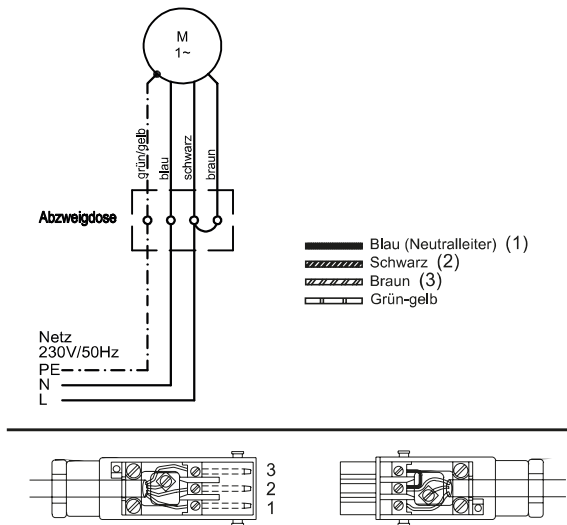 M
1~
grün/gelb
blau
schwarz
braun
Abzweigdose
Blau (Neutralleiter) (1)
Schwarz (2)
Braun (3)
Grün-gelb
Netz
230V/50Hz
PE
N
L
3
2
1